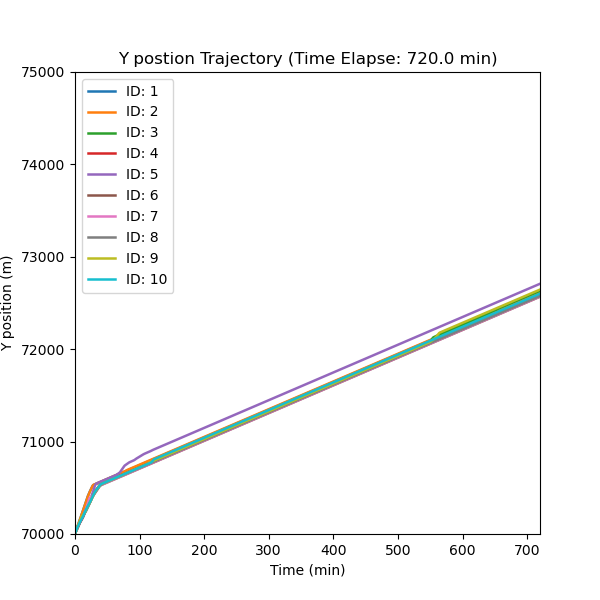 Y postion Trajectory (Time Elapse: 720.0 min)
75000
74000
73000
72000
71000
70000
Y position (m)
ID: 1
ID: 2
ID: 3
ID: 4
ID: 5
ID: 6
ID: 7
ID: 8
ID: 9
ID: 10
0 100 200 300 400 500 600 700
Time (min)